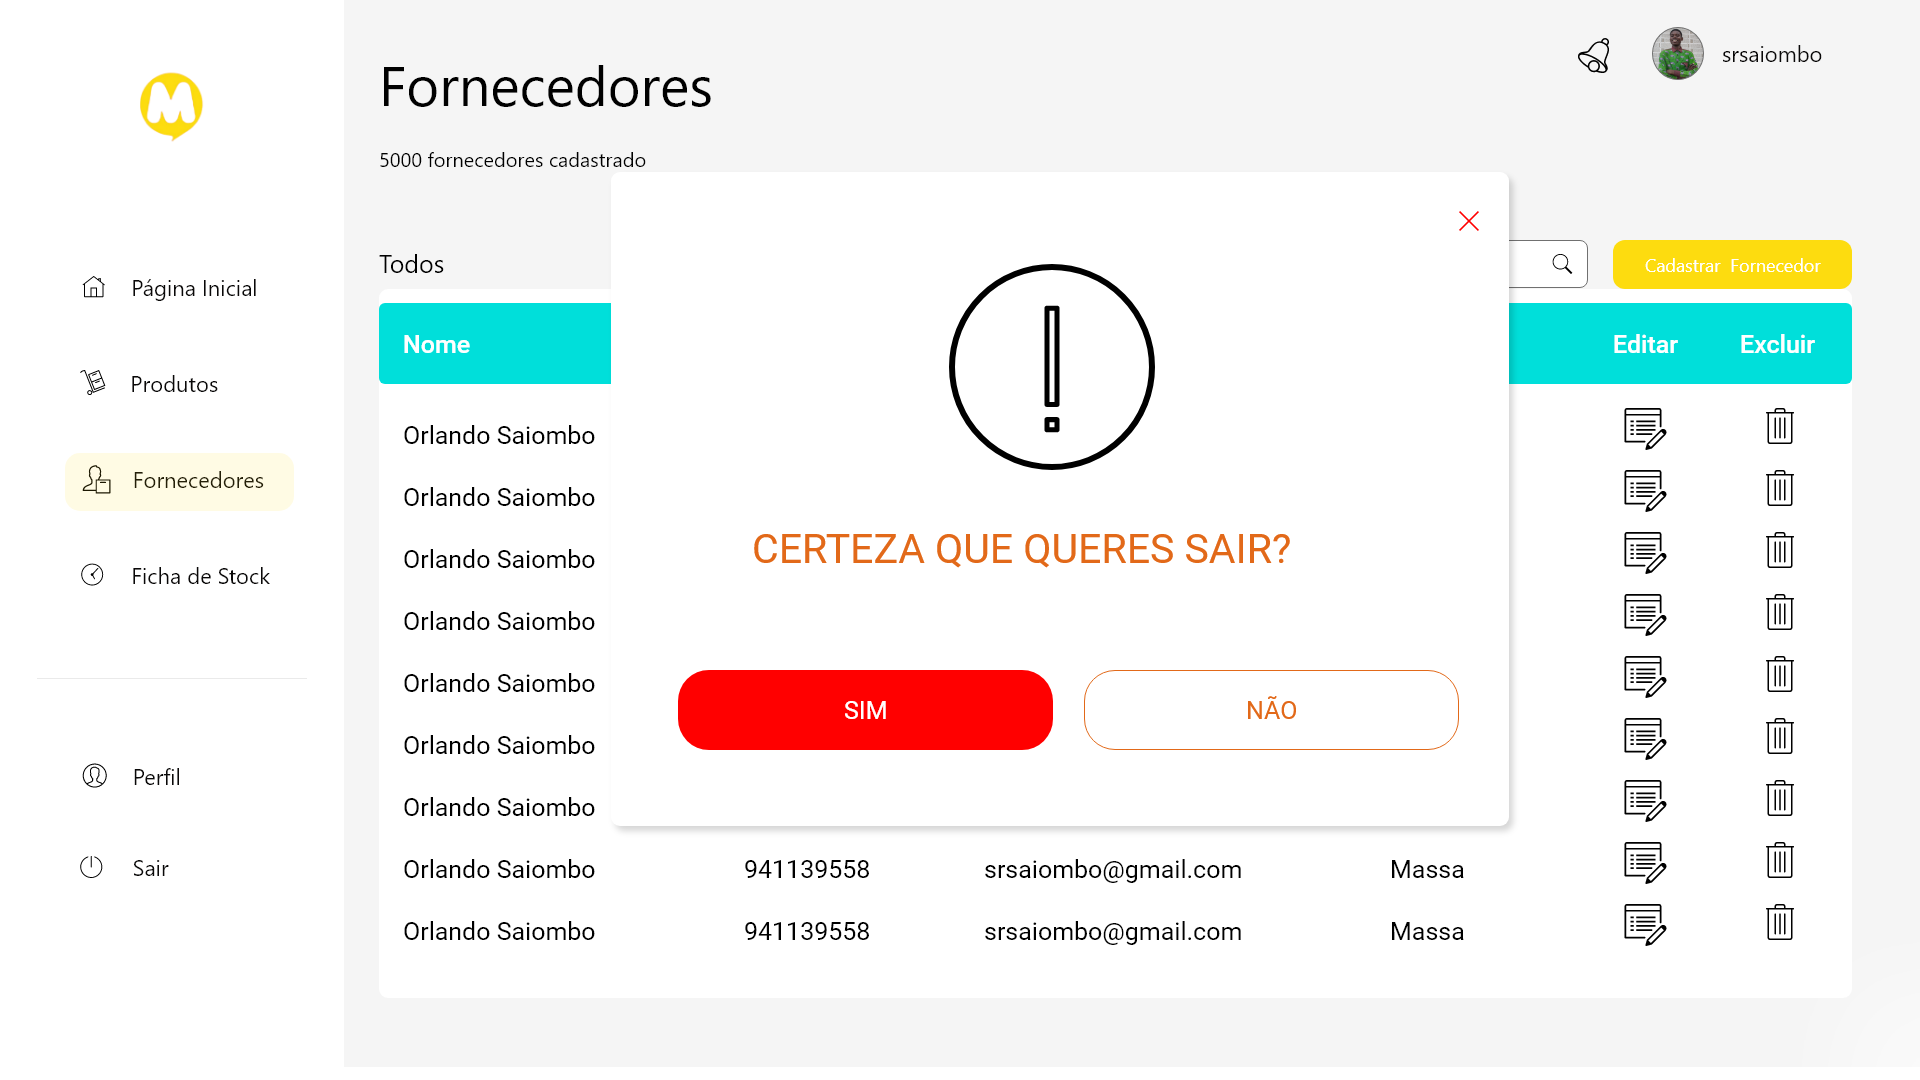 M
srsaiombo
Fornecedores
5000 fornecedores cadastrado
Página Inicial
Produtos
Fornecedores
Ficha de Stock
Perfil
Sair
Todos
Cadastrar Fornecedor
Nome Editar Excluir
Orlando Saiombo
Orlando Saiombo
Orlando Saiombo
Orlando Saiombo
Orlando Saiombo
Orlando Saiombo
Orlando Saiombo
Orlando Saiombo 941139558 srsaiombo@gmail.com Massa
Orlando Saiombo 941139558 srsaiombo@gmail.com Massa
CERTEZA QUE QUERES SAIR?
SIM
NÃO